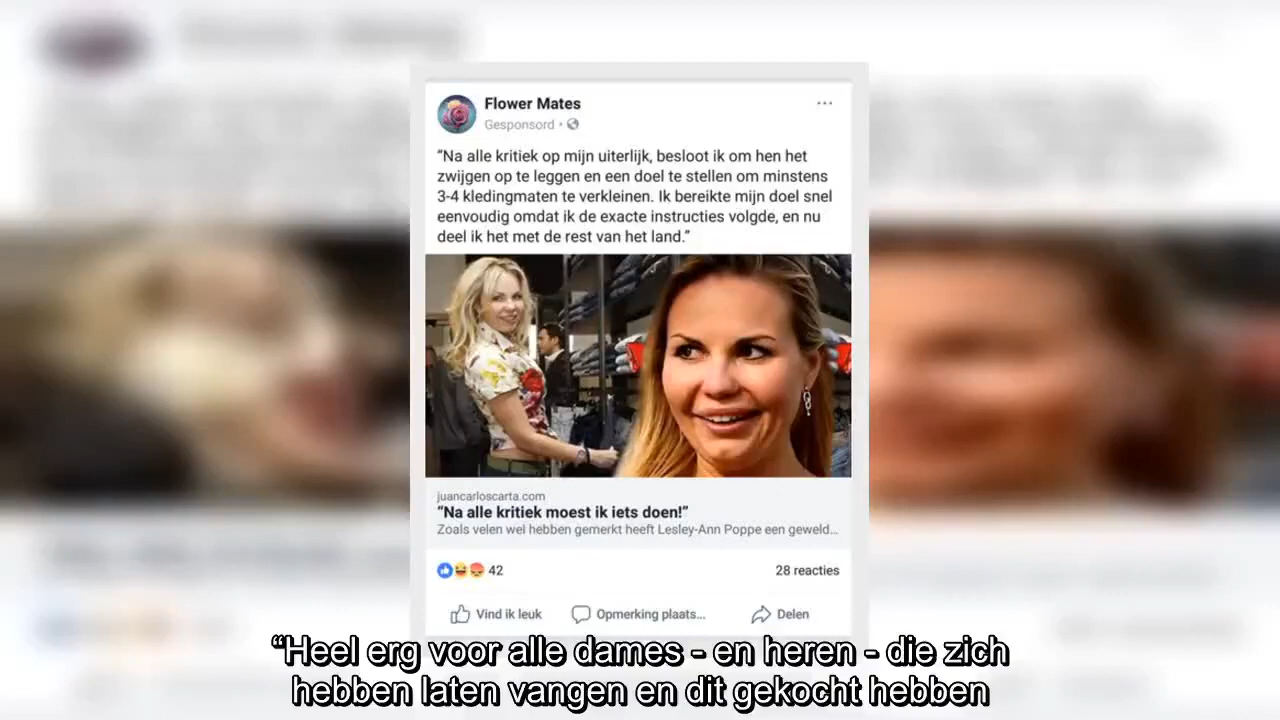 Flower Mates
Gesponsord •
“Na alle kritiek op mijn uiterlijk, besloot ik om hen het
zwijgen op te leggen en een doel te stellen om minstens
3-4 kledingmaten te verkleinen. Ik bereikte mijn doel snel
eenvoudig omdat ik de exacte instructies volgde, en nu
deel ik het met de rest van het land.”
juancarloscarta.com
“Na alle kritiek moest ik iets doen!”
Zoals velen wel hebben gemerkt heeft Lesley-Ann Poppe een geweld...
42 28 reacties
Vind ik leuk Opmerking plaats... Delen
“Heel erg voor alle dames - en heren - die zich
hebben laten vangen en dit gekocht hebben